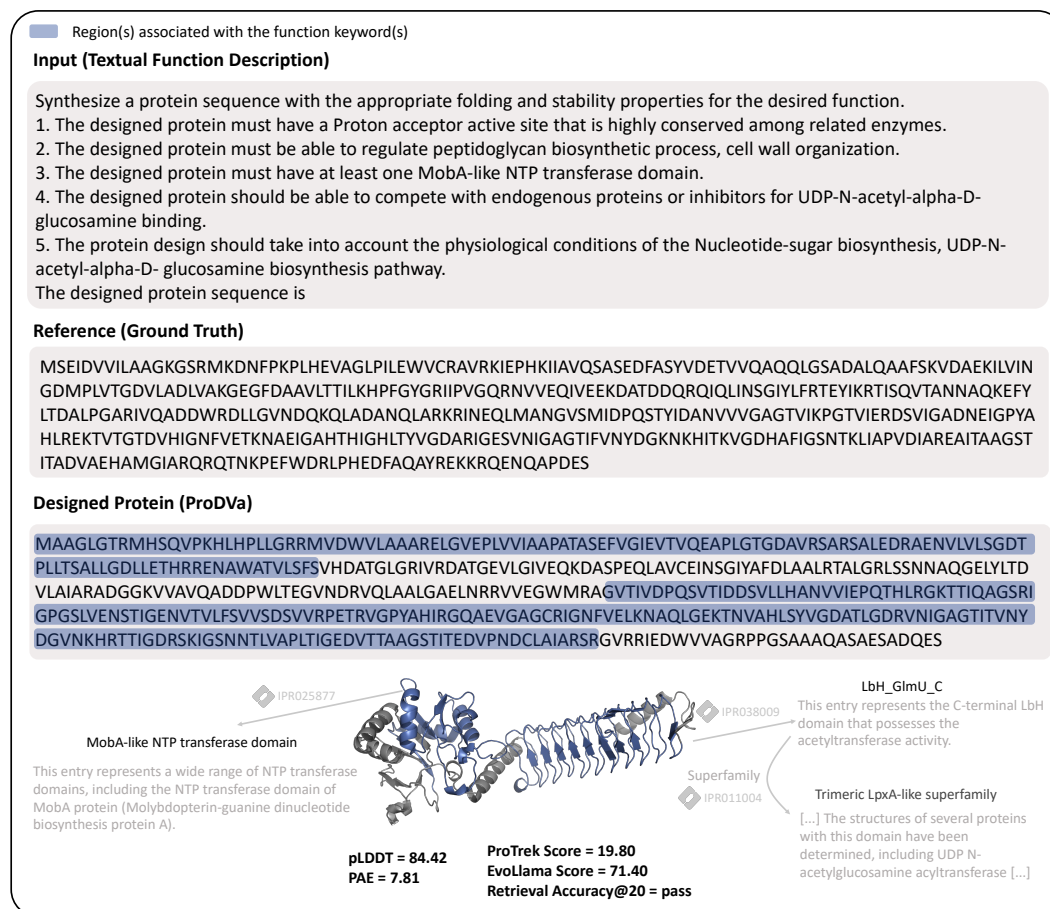 Region(s) associated with the function keyword(s)
Input (Textual Function Description)
Synthesize a protein sequence with the appropriate folding and stability properties for the desired function.
1. The designed protein must have a Proton acceptor active site that is highly conserved among related enzymes.
2. The designed protein must be able to regulate peptidoglycan biosynthetic process, cell wall organization.
3. The designed protein must have at least one MobA-like NTP transferase domain.
4. The designed protein should be able to compete with endogenous proteins or inhibitors for UDP-N-acetyl-alpha-D-
glucosamine binding.
5. The protein design should take into account the physiological conditions of the Nucleotide-sugar biosynthesis, UDP-N-
acetyl-alpha-D- glucosamine biosynthesis pathway.
The designed protein sequence is
Reference (Ground Truth)
MSEIDVVILAAGKGSRMKDNFPKPLHEVAGLPILEWVCRAVRKIEPHKIIAVQSASEDFASYVDETVVQAQQLGSADALQAAFSKVDAEKILVIN
GDMPLVTGDVLADLVAKGEGFDAAVLTTILKHPFGYGRIIPVGQRNVVEQIVEEKDATDDQRQIQLINSGIYLFRTEYIKRTISQVTANNAQKEFY
LTDALPGARIVQADDWRDLLGVNDQKQLADANQLARKRINEQLMANGVSMIDPQSTYIDANVVVGAGTVIKPGTVIERDSVIGADNEIGPYA
HLREKTVTGTDVHIGNFVETKNAEIGAHTHIGHLTYVGDARIGESVNIGAGTIFVNYDGKNKHITKVGDHAFIGSNTKLIAPVDIAREAITAAGST
ITADVAEHAMGIARQRQTNKPEFWDRLPHEDFAQAYREKKRQENQAPDES
Designed Protein (ProDVa)
MAAGLGTRMHSQVPKHLHPLLGRRMVDWVLAAARELGVEPLVVIAAPATASEFVGIEVTVQEAPLGTGDAVRSARSALEDRAENVLVLSGDT
PLLTSALLGDLLETHRRENAWATVLSFSVHDATGLGRIVRDATGEVLGIVEQKDASPEQLAVCEINSGIYAFDLAALRTALGRLSSNNAQGELYLTD
VLAIARADGGKVVAVQADDPWLTEGVNDRVQLAALGAELNRRVVEGWMRAGVTIVDPQSVTIDDSVLLHANVVIEPQTHLRGKTTIQAGSRI
GPGSLVENSTIGENVTVLFSVVSDSVVRPETRVGPYAHIRGQAEVGAGCRIGNFVELKNAQLGEKTNVAHLSYVGDATLGDRVNIGAGTITVNY
DGVNKHRTTIGDRSKIGSNNTLVAPLTIGEDVTTAAGSTITEDVPNDCLAIARSRGVRRIEDWVVAGRPPGSAAAQASAESADQES
IPR025877
MobA-like NTP transferase domain
This entry represents a wide range of NTP transferase
domains, including the NTP transferase domain of
MobA protein (Molybdopterin-guanine dinucleotide
biosynthesis protein A).
LbH_GlmU_C
IPR038009
This entry represents the C-terminal LbH
domain that possesses the
acetyltransferase activity.
Superfamily
IPR011004
Trimeric LpxA-like superfamily
[...] The structures of several proteins
with this domain have been
determined, including UDP N-
acetylglucosamine acyltransferase [...]
pLDDT = 84.42
PAE = 7.81
ProTrek Score = 19.80
EvoLlama Score = 71.40
Retrieval Accuracy@20 = pass